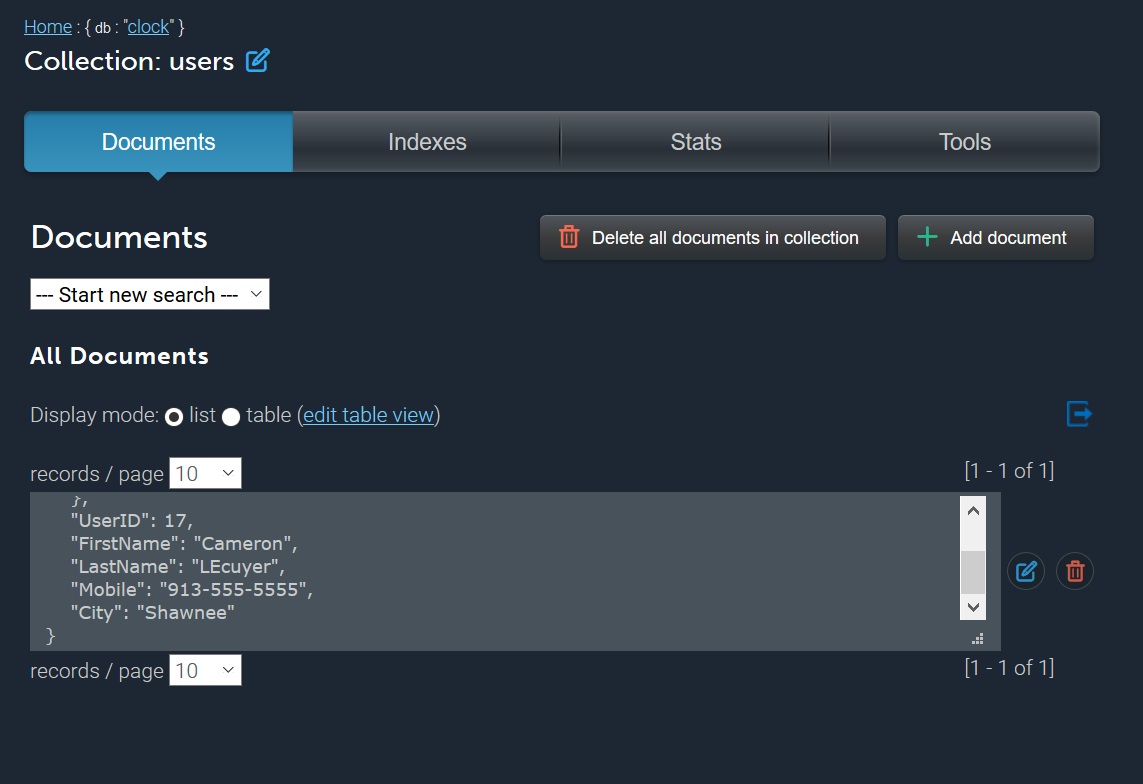 Home : { db : "clock" }
Collection: users
Documents Indexes Stats Tools
Documents Delete all documents in collection Add document
--- Start new search ---
All Documents
Display mode: list table (edit table view)
records / page 10 [1 - 1 of 1]
},
"UserID": 17,
"FirstName": "Cameron",
"LastName": "LEcuyer",
"Mobile": "913-555-5555",
"City": "Shawnee"
}
records / page 10 [1 - 1 of 1]